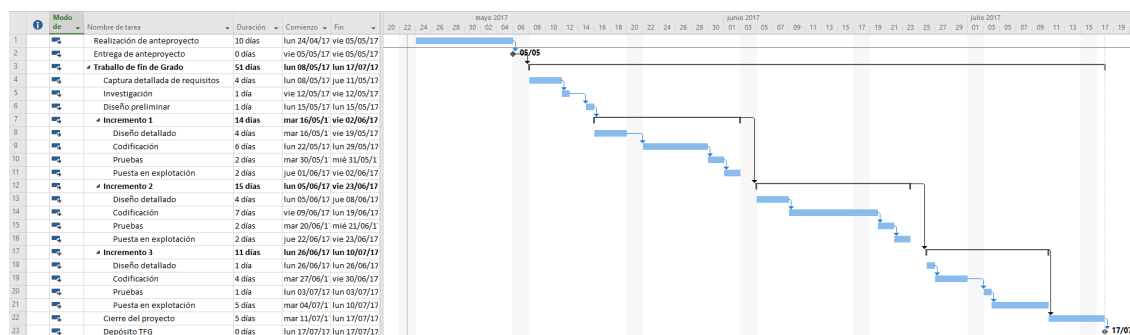 mayo 2017 junio 2017 julio 2017
Modo de Nombre de tarea Duración Comienzo Fin 20 22 24 26 28 30 02 04 06 08 10 12 14 16 18 20 22 24 26 28 30 01 03 05 07 09 11 13 15 17 19 21 23 25 27 29 01 03 05 07 09 11 13 15 17 19
1 Realización de anteproyecto 10 días lun 24/04/17 vie 05/05/17
2 Entrega de anteproyecto 0 días vie 05/05/17 vie 05/05/17 05/05
3 Traballo de fin de Grado 51 días lun 08/05/17 lun 17/07/17
4 Captura detallada de requisitos 4 días lun 08/05/17 jue 11/05/17
5 Investigación 1 día vie 12/05/17 vie 12/05/17
6 Diseño preliminar 1 día lun 15/05/17 lun 15/05/17
7 Incremento 1 14 días mar 16/05/1 vie 02/06/17
8 Diseño detallado 4 días mar 16/05/1 vie 19/05/17
9 Codificación 6 días lun 22/05/17 lun 29/05/17
10 Pruebas 2 días mar 30/05/1 mié 31/05/1
11 Puesta en explotación 2 días jue 01/06/17 vie 02/06/17
12 Incremento 2 15 días lun 05/06/17 vie 23/06/17
13 Diseño detallado 4 días lun 05/06/17 jue 08/06/17
14 Codificación 7 días vie 09/06/17 lun 19/06/17
15 Pruebas 2 días mar 20/06/1 mié 21/06/1
16 Puesta en explotación 2 días jue 22/06/17 vie 23/06/17
17 Incremento 3 11 días lun 26/06/17 lun 10/07/17
18 Diseño detallado 1 día lun 26/06/17 lun 26/06/17
19 Codificación 4 días mar 27/06/1 vie 30/06/17
20 Pruebas 1 día lun 03/07/17 lun 03/07/17
21 Puesta en explotación 5 días mar 04/07/1 lun 10/07/17
22 Cierre del proyecto 5 días mar 11/07/1 lun 17/07/17
23 Depósito TFG 0 días lun 17/07/17 lun 17/07/17 17/07